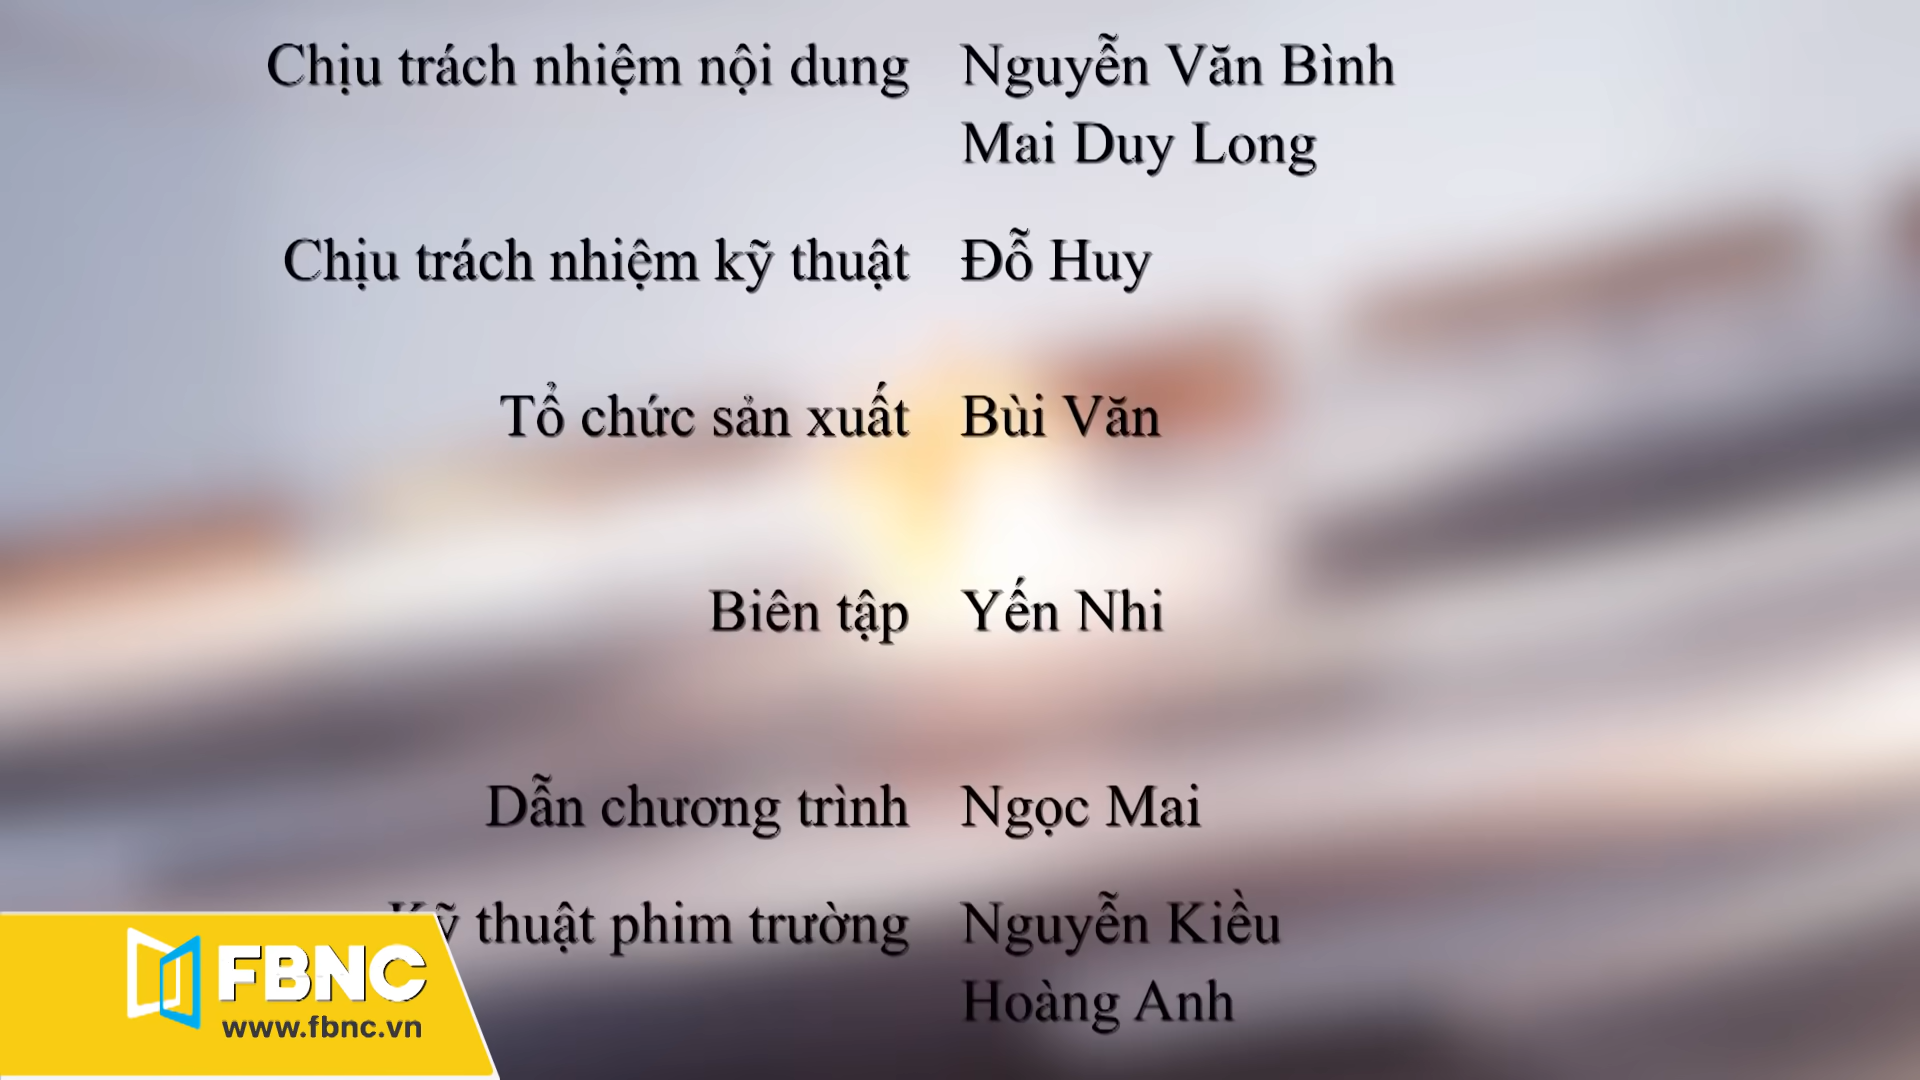 Chịu trách nhiệm nội dung Nguyễn Văn Bình
Mai Duy Long
Chịu trách nhiệm kỹ thuật Đỗ Huy
Tổ chức sản xuất Bùi Văn
Biên tập Yến Nhi
Dẫn chương trình Ngọc Mai
Kỹ thuật phim trường Nguyễn Kiều
Hoàng Anh
FBNC
www.fbnc.vn